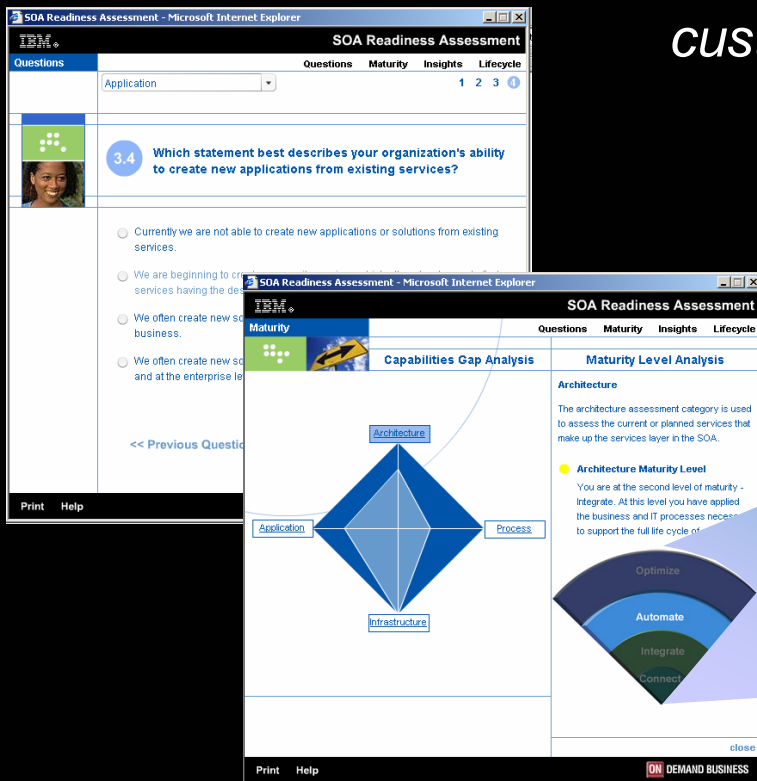 cus
SOA Readiness Assessment - Microsoft Internet Explorer
IBM®
SOA Readiness Assessment
Questions
Questions Maturity Insights Lifecycle
Application
1 2 3 4
3.4
Which statement best describes your organization's ability
to create new applications from existing services?
Currently we are not able to create new applications or solutions from existing
services.
We are beginning to
services having the
We often create new
business.
We often create new
and at the enterprise
<< Previous
Print Help
SOA Readiness Assessment - Microsoft Internet Explorer
IBM®
SOA Readiness Assessment
Maturity
Questions Maturity Insights Lifecycle
Capabilities Gap Analysis
Maturity Level Analysis
Architecture
Application
Process
Infrastructure
Architecture
The architecture assessment category is used
to assess the current or planned services that
make up the services layer in the SOA.
Architecture Maturity Level
You are at the second level of maturity -
Integrate. At this level you have applied
the business and IT processes
to support the full life cycle of
Optimize
Automate
Integrate
Connect
close
Print Help
ON DEMAND BUSINESS